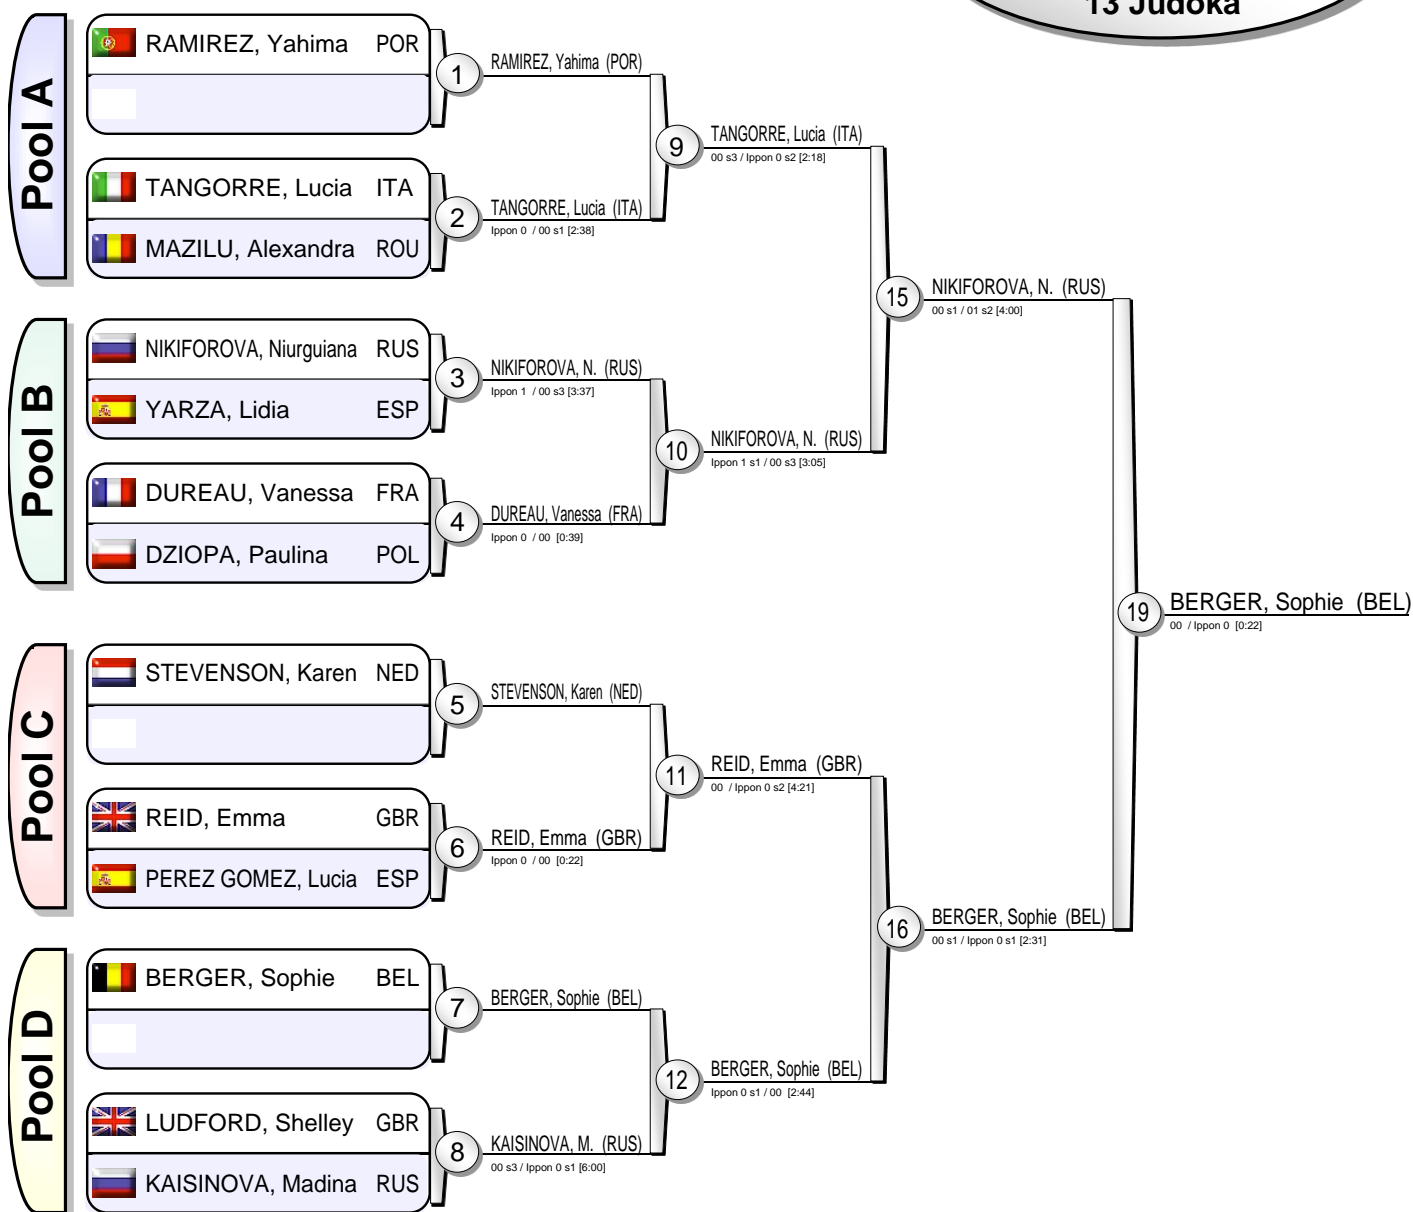 13 Judoka
Pool A
RAMIREZ, Yahima POR
TANGORRE, Lucia ITA
MAZILU, Alexandra ROU
1
RAMIREZ, Yahima (POR)
2
TANGORRE, Lucia (ITA)
Ippon 0 / 00 s1 [2:38]
9
TANGORRE, Lucia (ITA)
00 s3 / Ippon 0 s2 [2:18]
Pool B
NIKIFOROVA, Niurguiana RUS
YARZA, Lidia ESP
DUREAU, Vanessa FRA
DZIOPA, Paulina POL
3
NIKIFOROVA, N. (RUS)
Ippon 1 / 00 s3 [3:37]
4
DUREAU, Vanessa (FRA)
Ippon 0 / 00 [0:39]
10
NIKIFOROVA, N. (RUS)
Ippon 1 s1 / 00 s3 [3:05]
15
NIKIFOROVA, N. (RUS)
00 s1 / 01 s2 [4:00]
Pool C
STEVENSON, Karen NED
REID, Emma GBR
PEREZ GOMEZ, Lucia ESP
5
STEVENSON, Karen (NED)
6
REID, Emma (GBR)
Ippon 0 / 00 [0:22]
11
REID, Emma (GBR)
00 / Ippon 0 s2 [4:21]
Pool D
BERGER, Sophie BEL
LUDFORD, Shelley GBR
KAISINOVA, Madina RUS
7
BERGER, Sophie (BEL)
8
KAISINOVA, M. (RUS)
00 s3 / Ippon 0 s1 [6:00]
12
BERGER, Sophie (BEL)
Ippon 0 s1 / 00 [2:44]
16
BERGER, Sophie (BEL)
00 s1 / Ippon 0 s1 [2:31]
19
BERGER, Sophie (BEL)
00 / Ippon 0 [0:22]